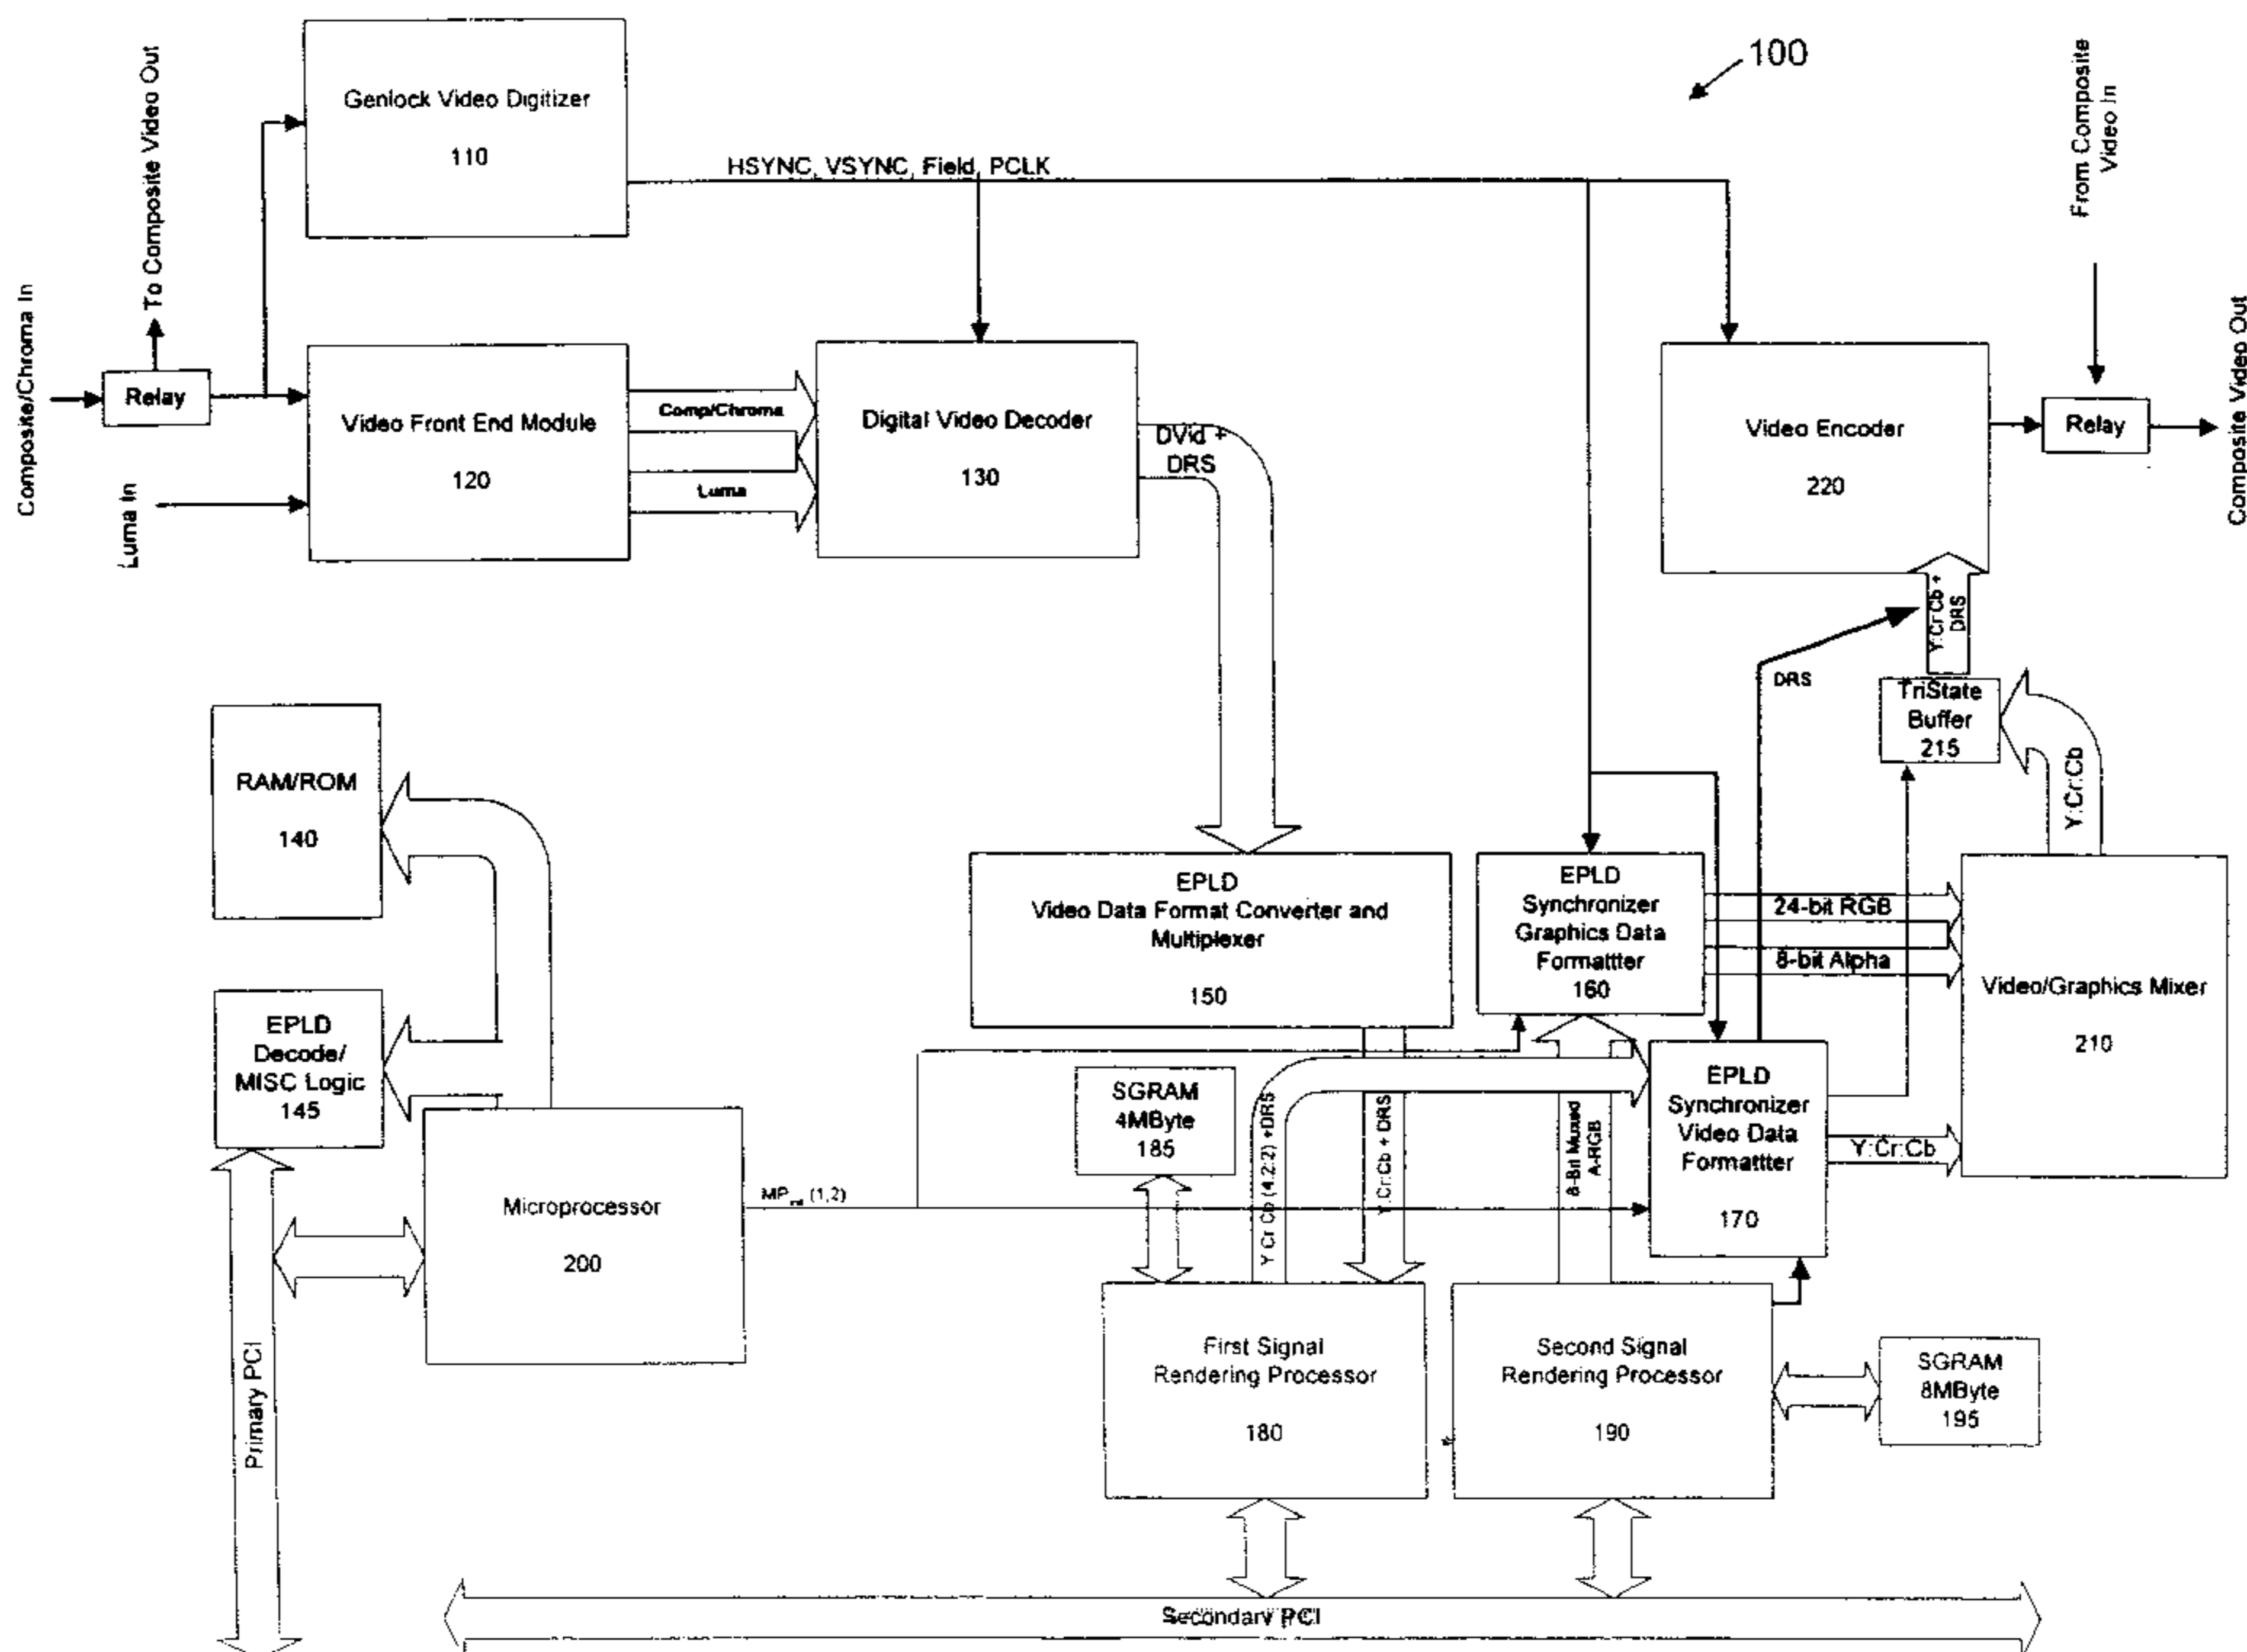 100
To Composite Video Out
From Composite
Video In
Genlock Video Digitizer
110
HSYNC, VSYNC, Field, PCLK
Composite/Chroma In
Relay
Luma In
Video Front End Module
120
Comp/Chroma
Luma
Digital Video Decoder
130
DVid +
DRS
Video Encoder
220
Relay
Composite Video Out
Y:Cr:Cb +
DRS
DRS
TriState
Buffer
215
Y:Cr:Cb
RAM/ROM
140
EPLD
Video Data Format Converter and
Multiplexer
150
EPLD
Synchronizer
Graphics Data
Formattter
160
24-bit RGB
8-bit Alpha
Video/Graphics Mixer
210
EPLD
Decode/
MISC Logic
145
SGRAM
4MByte
185
Y Cr Cb (4:2:2) +DRS
Y:Cr:Cb + DRS
8-Bit Muxed
A-RGB
EPLD
Synchronizer
Video Data
Formattter
170
Y:Cr:Cb
Microprocessor
200
(1,2)
Primary PCI
First Signal
Rendering Processor
180
Second Signal
Rendering Processor
190
SGRAM
8MByte
195
Secondary PCI